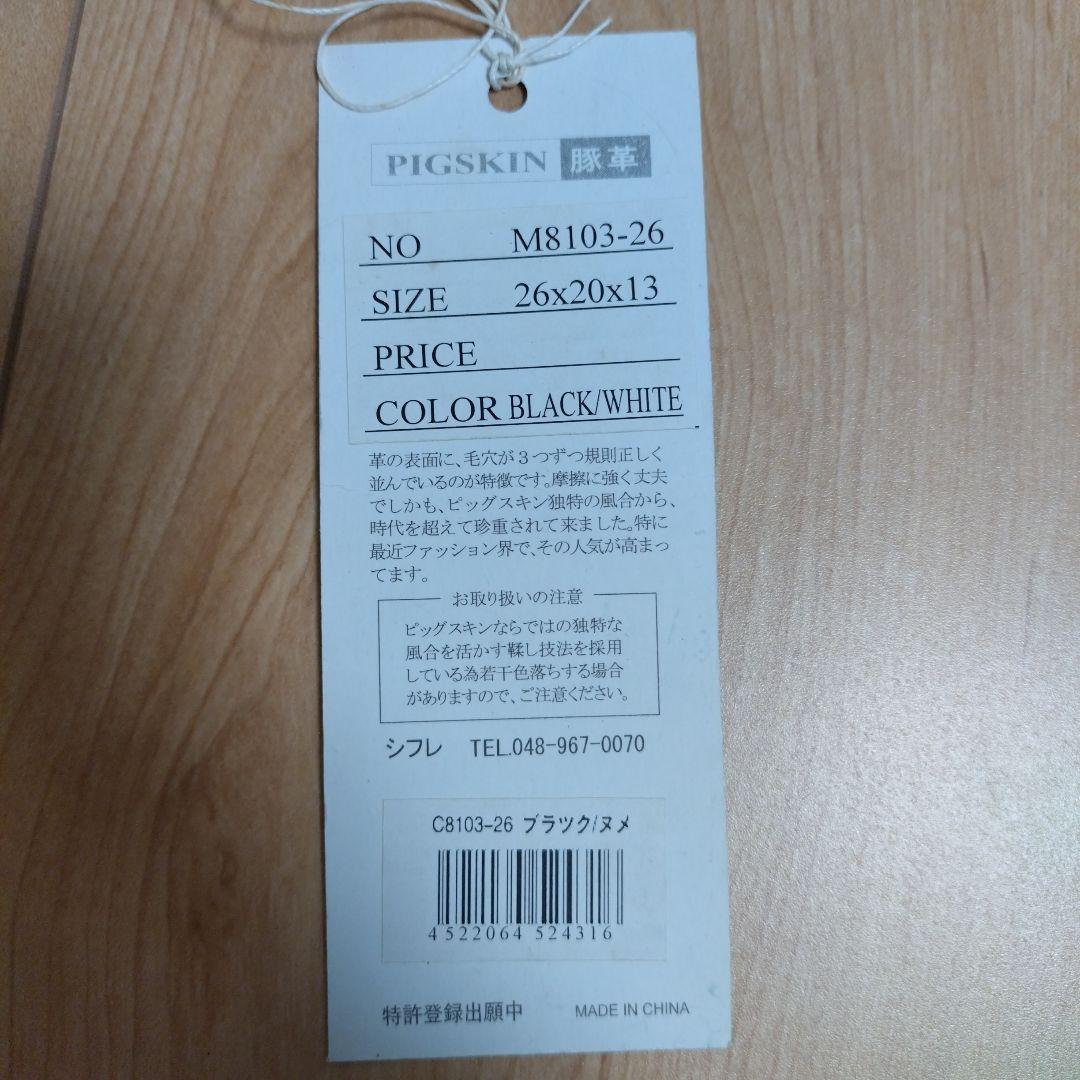 PIGSKIN 豚革
NO M8103-26
SIZE 26x20x13
PRICE
COLOR BLACK/WHITE
革の表面に、毛穴が３つずつ規則正しく
並んでいるのが特徴です。摩擦に強く丈夫
でしかも、ピッグスキン独特の風合から、
時代を超えて珍重されて来ました。特に
最近ファッション界で、その人気が高まっ
てます。
お取り扱いの注意
ピッグスキンならではの独特な
風合を活かす鞣し技法を採用
している為若干色落ちする場合
がありますので、ご注意ください。
シフレ TEL.048-967-0070
C8103-26 ブラツク/ヌメ
4 522064 524316
特許登録出願中 MADE IN CHINA